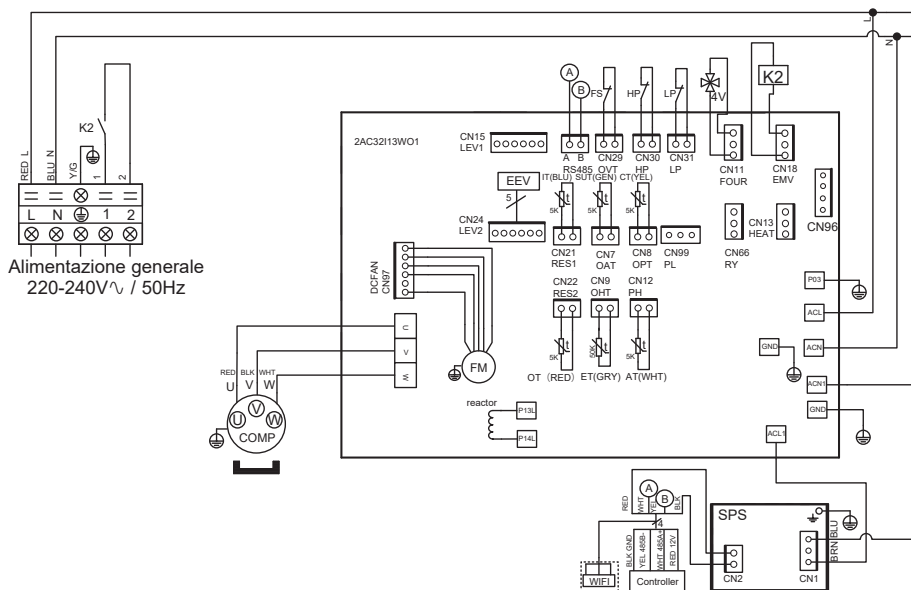 L
N
RED L
BLU N
Y/G
K2
1
2
L N 1 2
Alimentazione generale
220-240V∿ / 50Hz
2AC32I13WO1
CN15
LEV1
EEV
5
CN24
LEV2
A
B
A B
RS485
FS
CN29
OVT
HP
CN30
HP
LP
CN31
LP
4V
CN11
FOUR
K2
CN18
EMV
CN96
IT(BLU)
SUT(GEN)
CT(YEL)
5K
t
5K
t
5K
t
CN21
RES1
CN7
OAT
CN8
OPT
CN99
PL
CN66
RY
CN13
HEAT
CN22
RES2
CN9
OHT
CN12
PH
5K
t
50K
t
5K
t
OT (RED)
ET(GRY)
AT(WHT)
DCFAN
CN97
FM
U
V
W
RED
BLK
WHT
U
V
W
U
V
W
COMP
reactor
P13L
P14L
P03
ACL
GND
ACN
ACN1
GND
ACL1
RED
WHT
A
YEL
B
BLK
4
BLK GND
YEL 485B-
WHT 485A+
RED 12V
WIFI
Controller
SPS
CN2
CN1
BRN
BLU